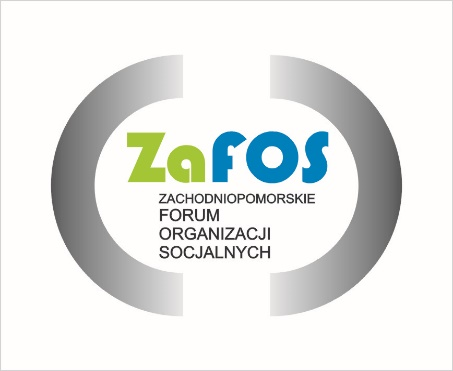 ZaFOS
ZACHODNIOPOMORSKIE
FORUM
ORGANIZACJI
SOCJALNYCH